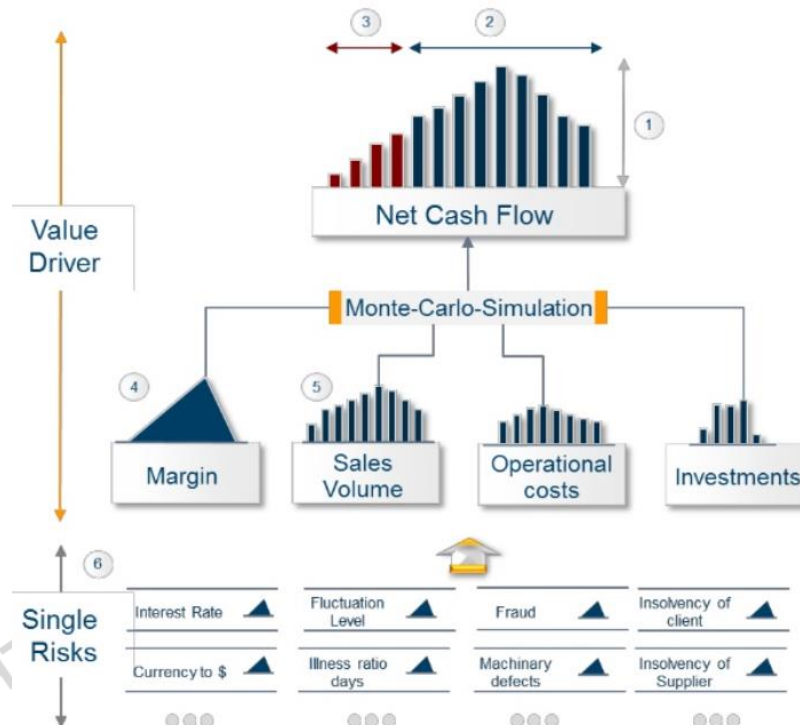 3
2
1
Net Cash Flow
Value
Driver
Monte-Carlo-Simulation
4
5
Margin
Sales
Volume
Operational
costs
Investments
6
Single
Risks
Interest Rate
Fluctuation
Level
Fraud
Insolvency of
client
Currency to $
Illness ratio
days
Machinary
defects
Insolvency of
Supplier